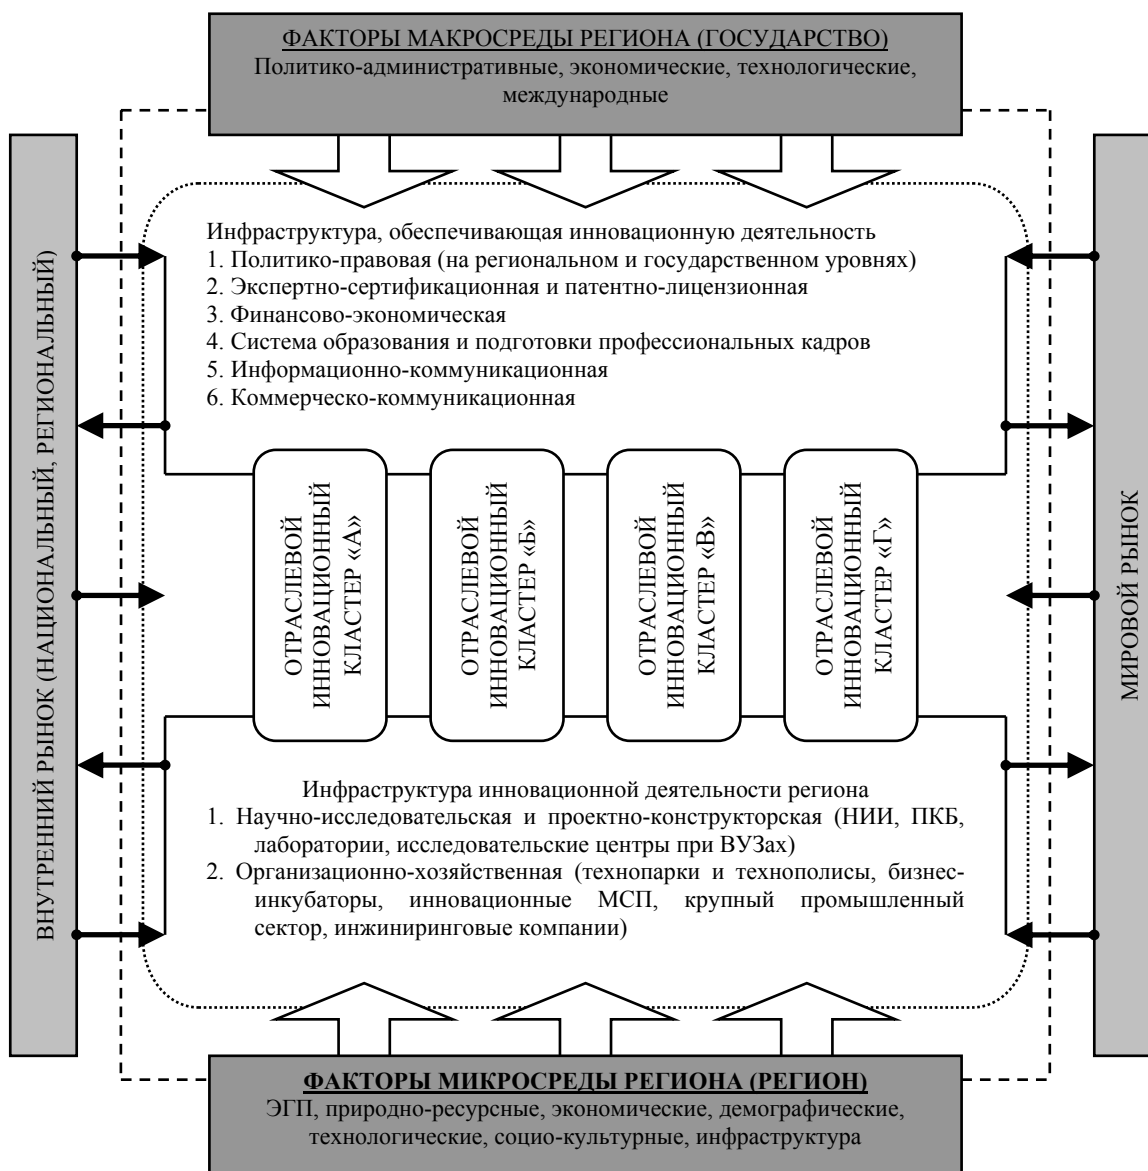 ФАКТОРЫ МАКРОСРЕДЫ РЕГИОНА (ГОСУДАРСТВО)
Политико-административные, экономические, технологические,
международные
ВНУТРЕННИЙ РЫНОК (НАЦИОНАЛЬНЫЙ, РЕГИОНАЛЬНЫЙ)
Инфраструктура, обеспечивающая инновационную деятельность
1. Политико-правовая (на региональном и государственном уровнях)
2. Экспертно-сертификационная и патентно-лицензионная
3. Финансово-экономическая
4. Система образования и подготовки профессиональных кадров
5. Информационно-коммуникационная
6. Коммерческо-коммуникационная
ОТРАСЛЕВОЙ
ИННОВАЦИОННЫЙ
КЛАСТЕР «А»
ОТРАСЛЕВОЙ
ИННОВАЦИОННЫЙ
КЛАСТЕР «Б»
ОТРАСЛЕВОЙ
ИННОВАЦИОННЫЙ
КЛАСТЕР «В»
ОТРАСЛЕВОЙ
ИННОВАЦИОННЫЙ
КЛАСТЕР «Г»
МИРОВОЙ РЫНОК
Инфраструктура инновационной деятельности региона
1. Научно-исследовательская и проектно-конструкторская (НИИ, ПКБ,
лаборатории, исследовательские центры при ВУЗах)
2. Организационно-хозяйственная (технопарки и технополисы, бизнес-
инкубаторы, инновационные МСП, крупный промышленный
сектор, инжиниринговые компании)
ФАКТОРЫ МИКРОСРЕДЫ РЕГИОНА (РЕГИОН)
ЭГП, природно-ресурсные, экономические, демографические,
технологические, социо-культурные, инфраструктура